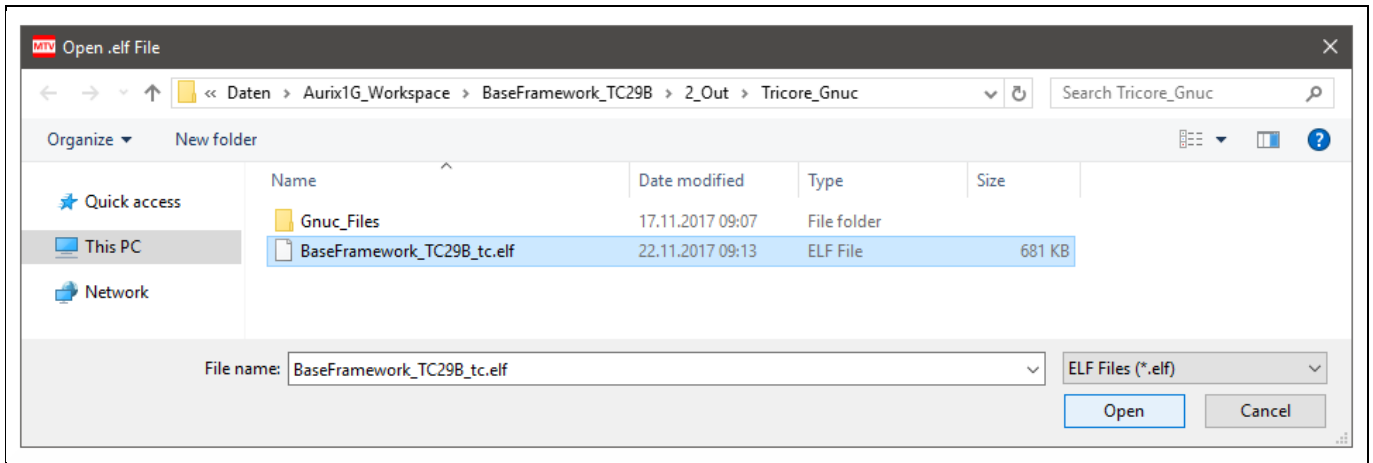 MTV Open .elf File
« Daten > Aurix1G_Workspace > BaseFramework_TC29B > 2_Out > Tricore_Gnuc Search Tricore_Gnuc
Organize New folder ?
Name Date modified Type Size
Quick access
Gnuc_Files 17.11.2017 09:07 File folder
This PC BaseFramework_TC29B_tc.elf 22.11.2017 09:13 ELF File 681 KB
Network
File name: BaseFramework_TC29B_tc.elf ELF Files (*.elf)
Open Cancel